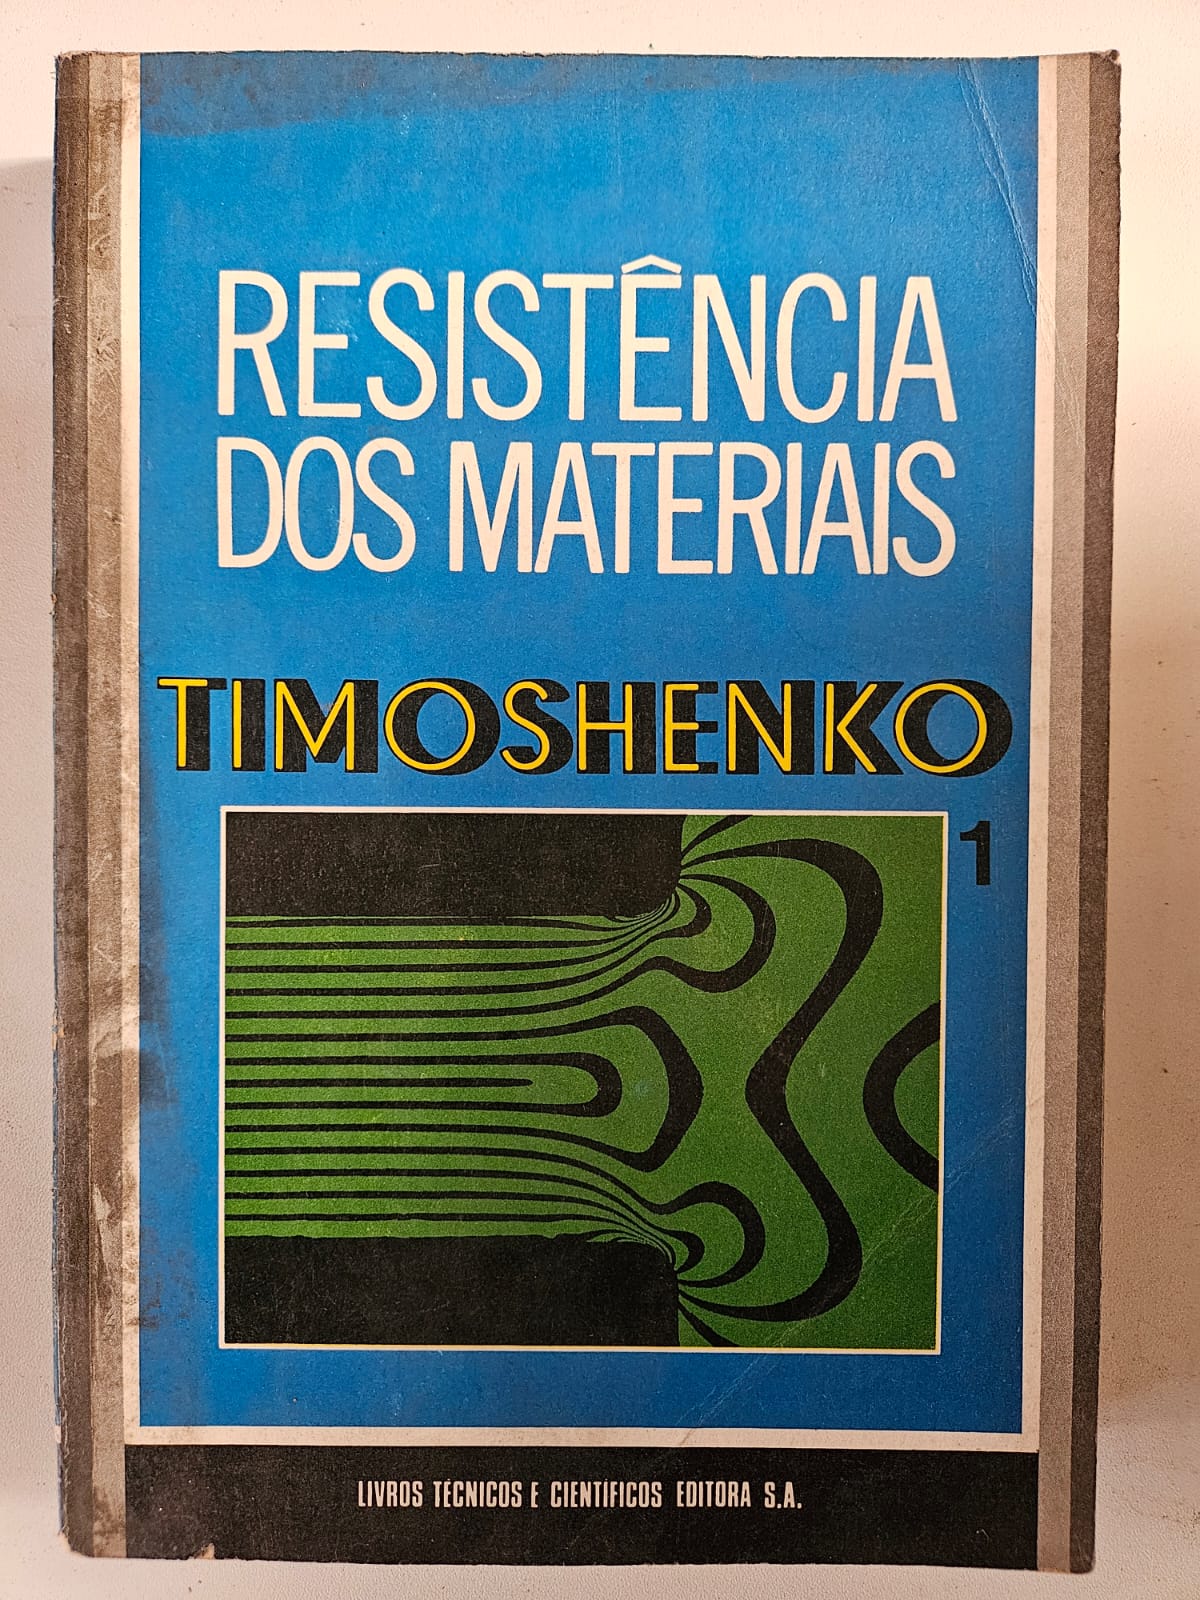 RESISTÊNCIA
DOS MATERIAIS
TIMOSHENKO
1
LIVROS TÉCNICOS E CIENTÍFICOS EDITORA S.A.